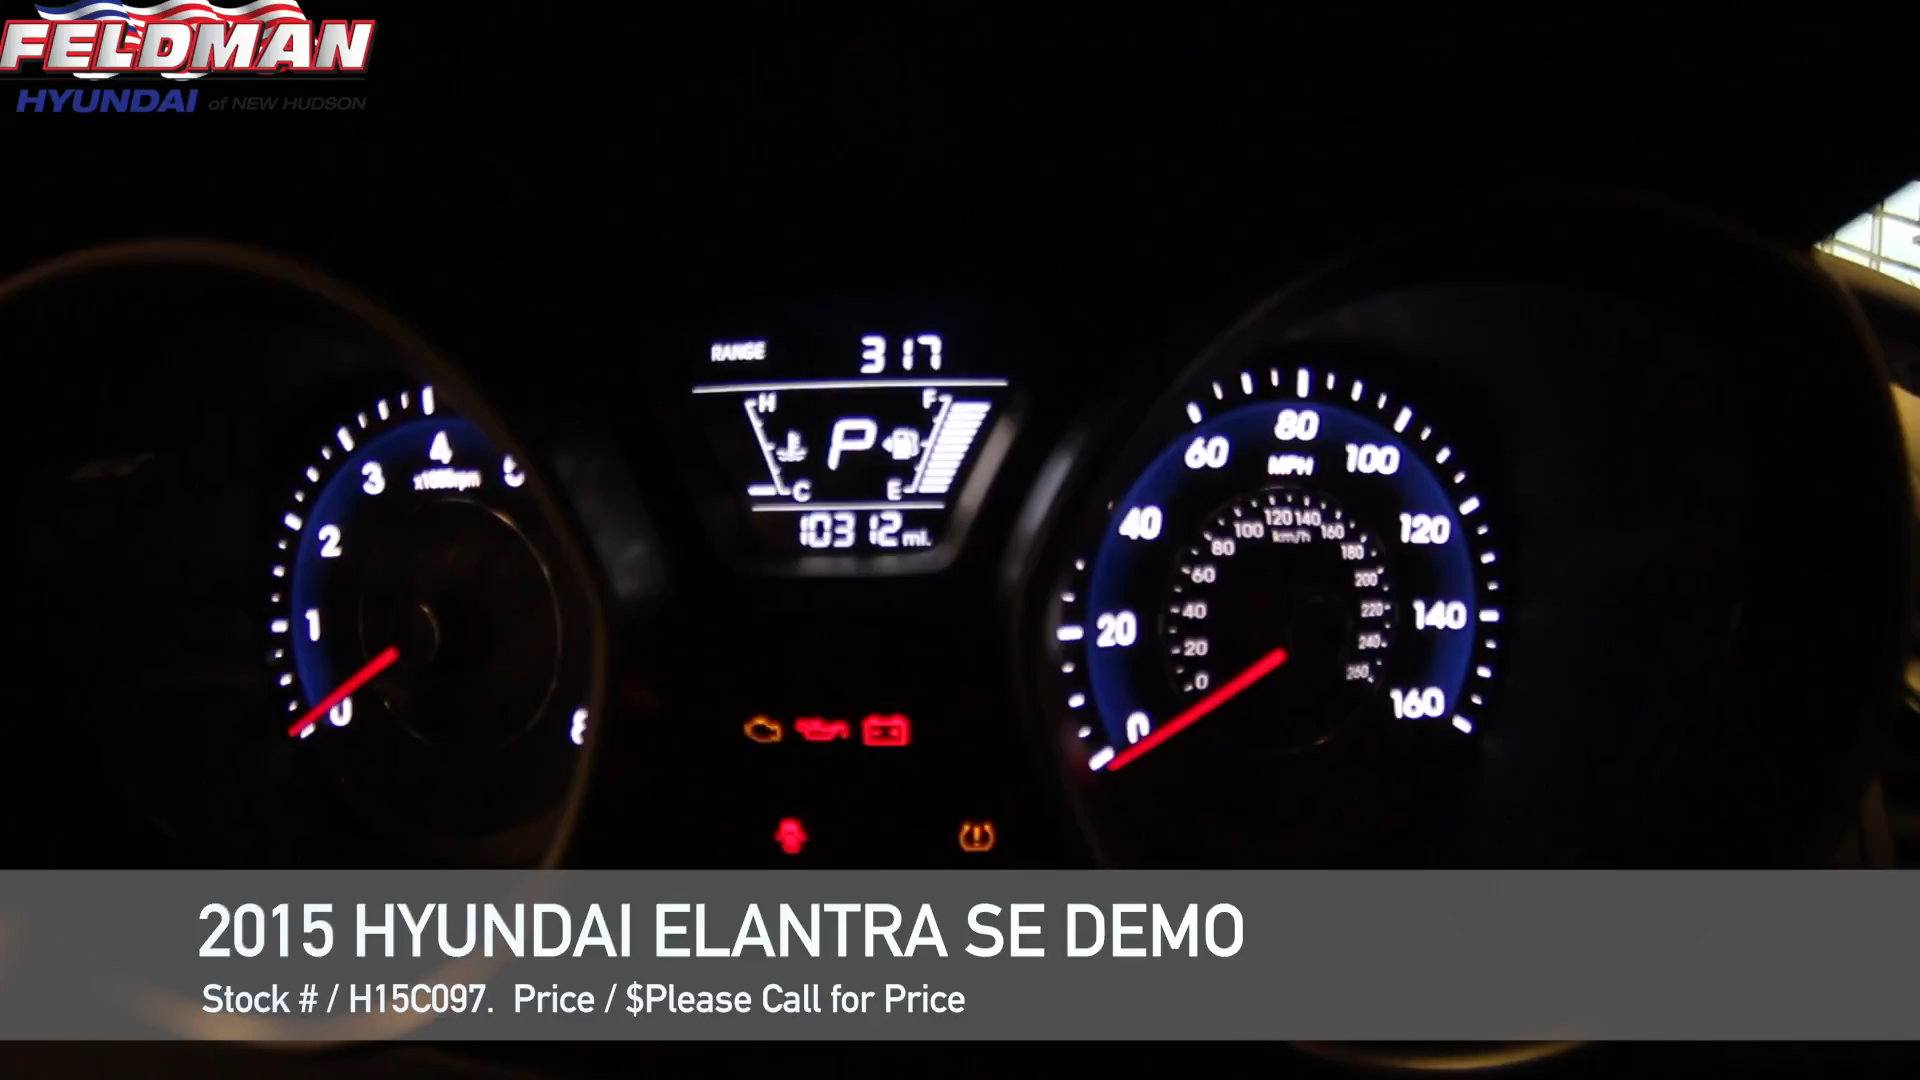 FELDMAN
HYUNDAI of NEW HUDSON
RANGE 317
H F
P
C E
10312 mi.
0 1 2 3 4 5 8
x1000rpm
0 20 40 60 80 100 120 140 160
MPH
0 20 40 60 80 100 120 140 160 180 200 220 240 260
km/h
2015 HYUNDAI ELANTRA SE DEMO
Stock # / H15C097. Price / $Please Call for Price